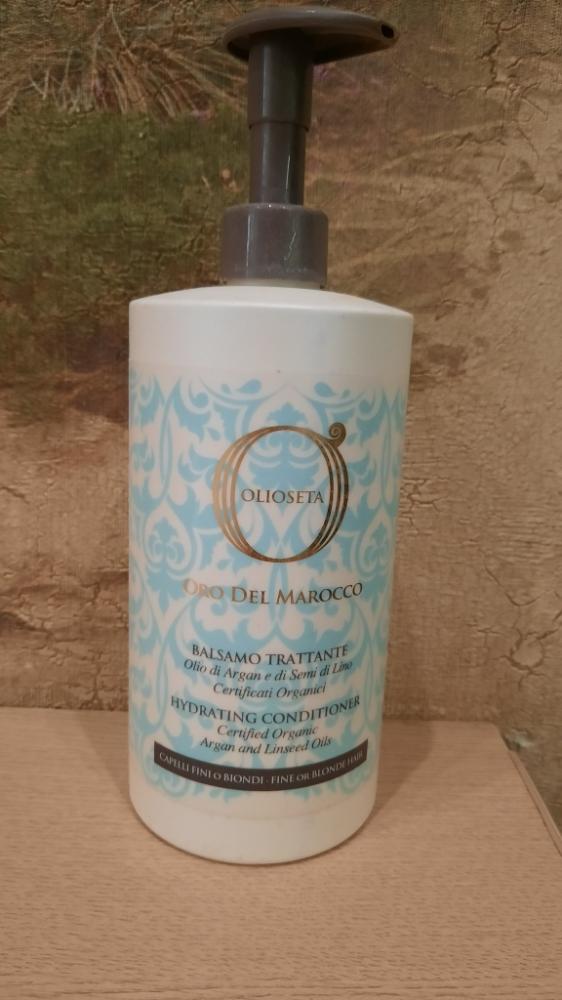 OLIOSETA
ORO DEL MAROCCO
BALSAMO TRATTANTE
Olio di Argan e di Semi di Lino
Certificati Organici
HYDRATING CONDITIONER
Certified Organic
Argan and Linseed Oils
CAPELLI FINI O BIONDI - FINE OR BLONDE HAIR